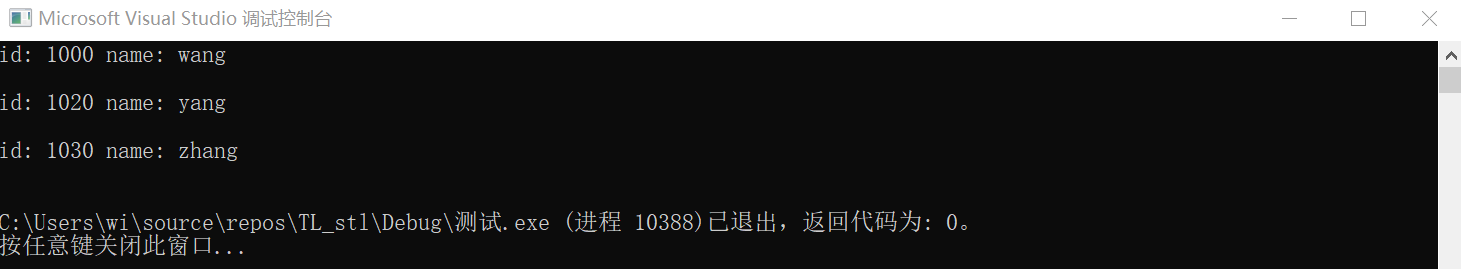 Microsoft Visual Studio 调试控制台
id: 1000 name: wang
id: 1020 name: yang
id: 1030 name: zhang
C:\Users\wi\source\repos\TL_stl\Debug\测试.exe (进程 10388)已退出，返回代码为: 0。
按任意键关闭此窗口...